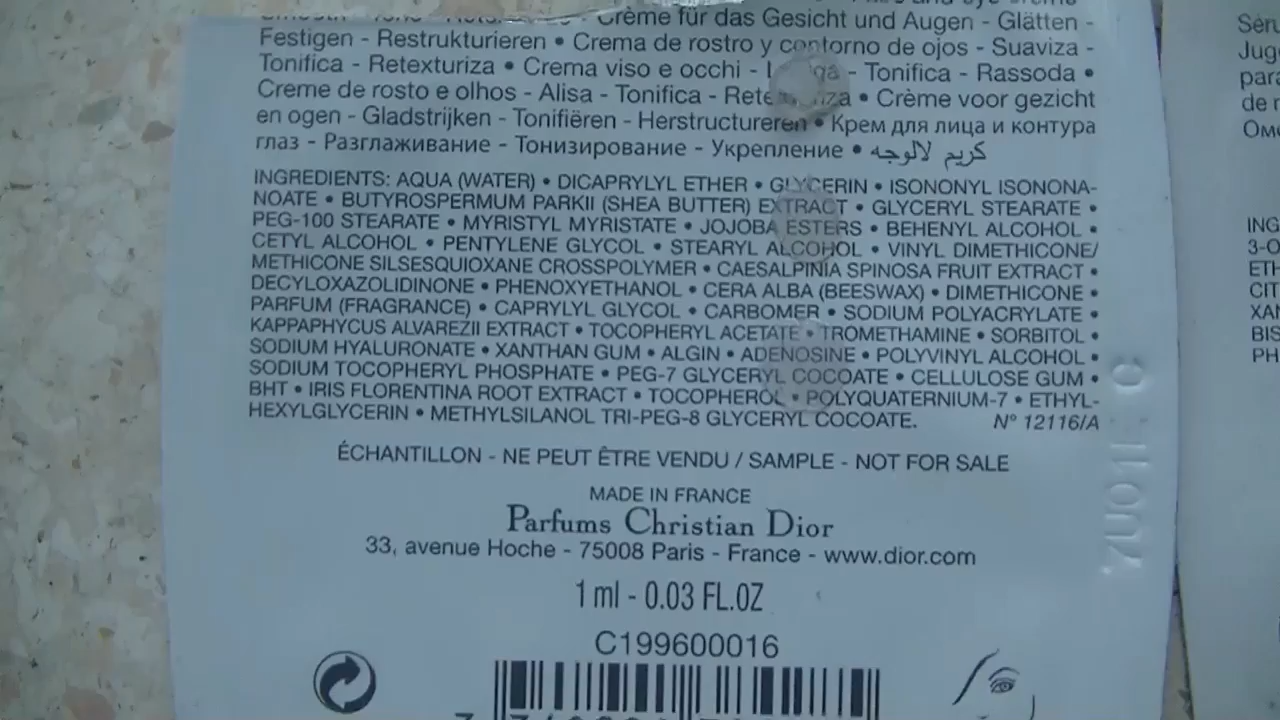 Crème für das Gesicht und Augen - Glätten -
Festigen - Restrukturieren • Crema de rostro y contorno de ojos - Suaviza -
Tonifica - Retexturiza • Crema viso e occhi - - Tonifica - Rassoda •
Creme de rosto e olhos - Alisa - Tonifica - • Crème voor gezicht
en ogen - Gladstrijken - Tonifiëren - Herstructureren • Крем для лица и контура
глаз - Разглаживание - Тонизирование - Укрепление • كريم لالوجه
INGREDIENTS: AQUA (WATER) • DICAPRYLYL ETHER • GLYCERIN • ISONONYL ISONONA-
NOATE • BUTYROSPERMUM PARKII (SHEA BUTTER) EXTRACT • GLYCERYL STEARATE •
PEG-100 STEARATE • MYRISTYL MYRISTATE • JOJOBA ESTERS • BEHENYL ALCOHOL •
CETYL ALCOHOL • PENTYLENE GLYCOL • STEARYL ALCOHOL • VINYL DIMETHICONE/
METHICONE SILSESQUIOXANE CROSSPOLYMER • CAESALPINIA SPINOSA FRUIT EXTRACT •
DECYLOXAZOLIDINONE • PHENOXYETHANOL • CERA ALBA (BEESWAX) • DIMETHICONE •
PARFUM (FRAGRANCE) • CAPRYLYL GLYCOL • CARBOMER • SODIUM POLYACRYLATE •
KAPPAPHYCUS ALVAREZII EXTRACT • TOCOPHERYL ACETATE • TROMETHAMINE • SORBITOL •
SODIUM HYALURONATE • XANTHAN GUM • ALGIN • ADENOSINE • POLYVINYL ALCOHOL •
SODIUM TOCOPHERYL PHOSPHATE • PEG-7 GLYCERYL COCOATE • CELLULOSE GUM •
BHT • IRIS FLORENTINA ROOT EXTRACT • TOCOPHEROL • POLYQUATERNIUM-7 • ETHYL-
HEXYLGLYCERIN • METHYLSILANOL TRI-PEG-8 GLYCERYL COCOATE. N° 12116/A
ÉCHANTILLON - NE PEUT ÊTRE VENDU / SAMPLE - NOT FOR SALE
MADE IN FRANCE
Parfums Christian Dior
33, avenue Hoche - 75008 Paris - France - www.dior.com
1 ml - 0.03 FL.OZ
C199600016
7U01 C
ING
3-O
ETH
CIT
XAN
BIS
PH